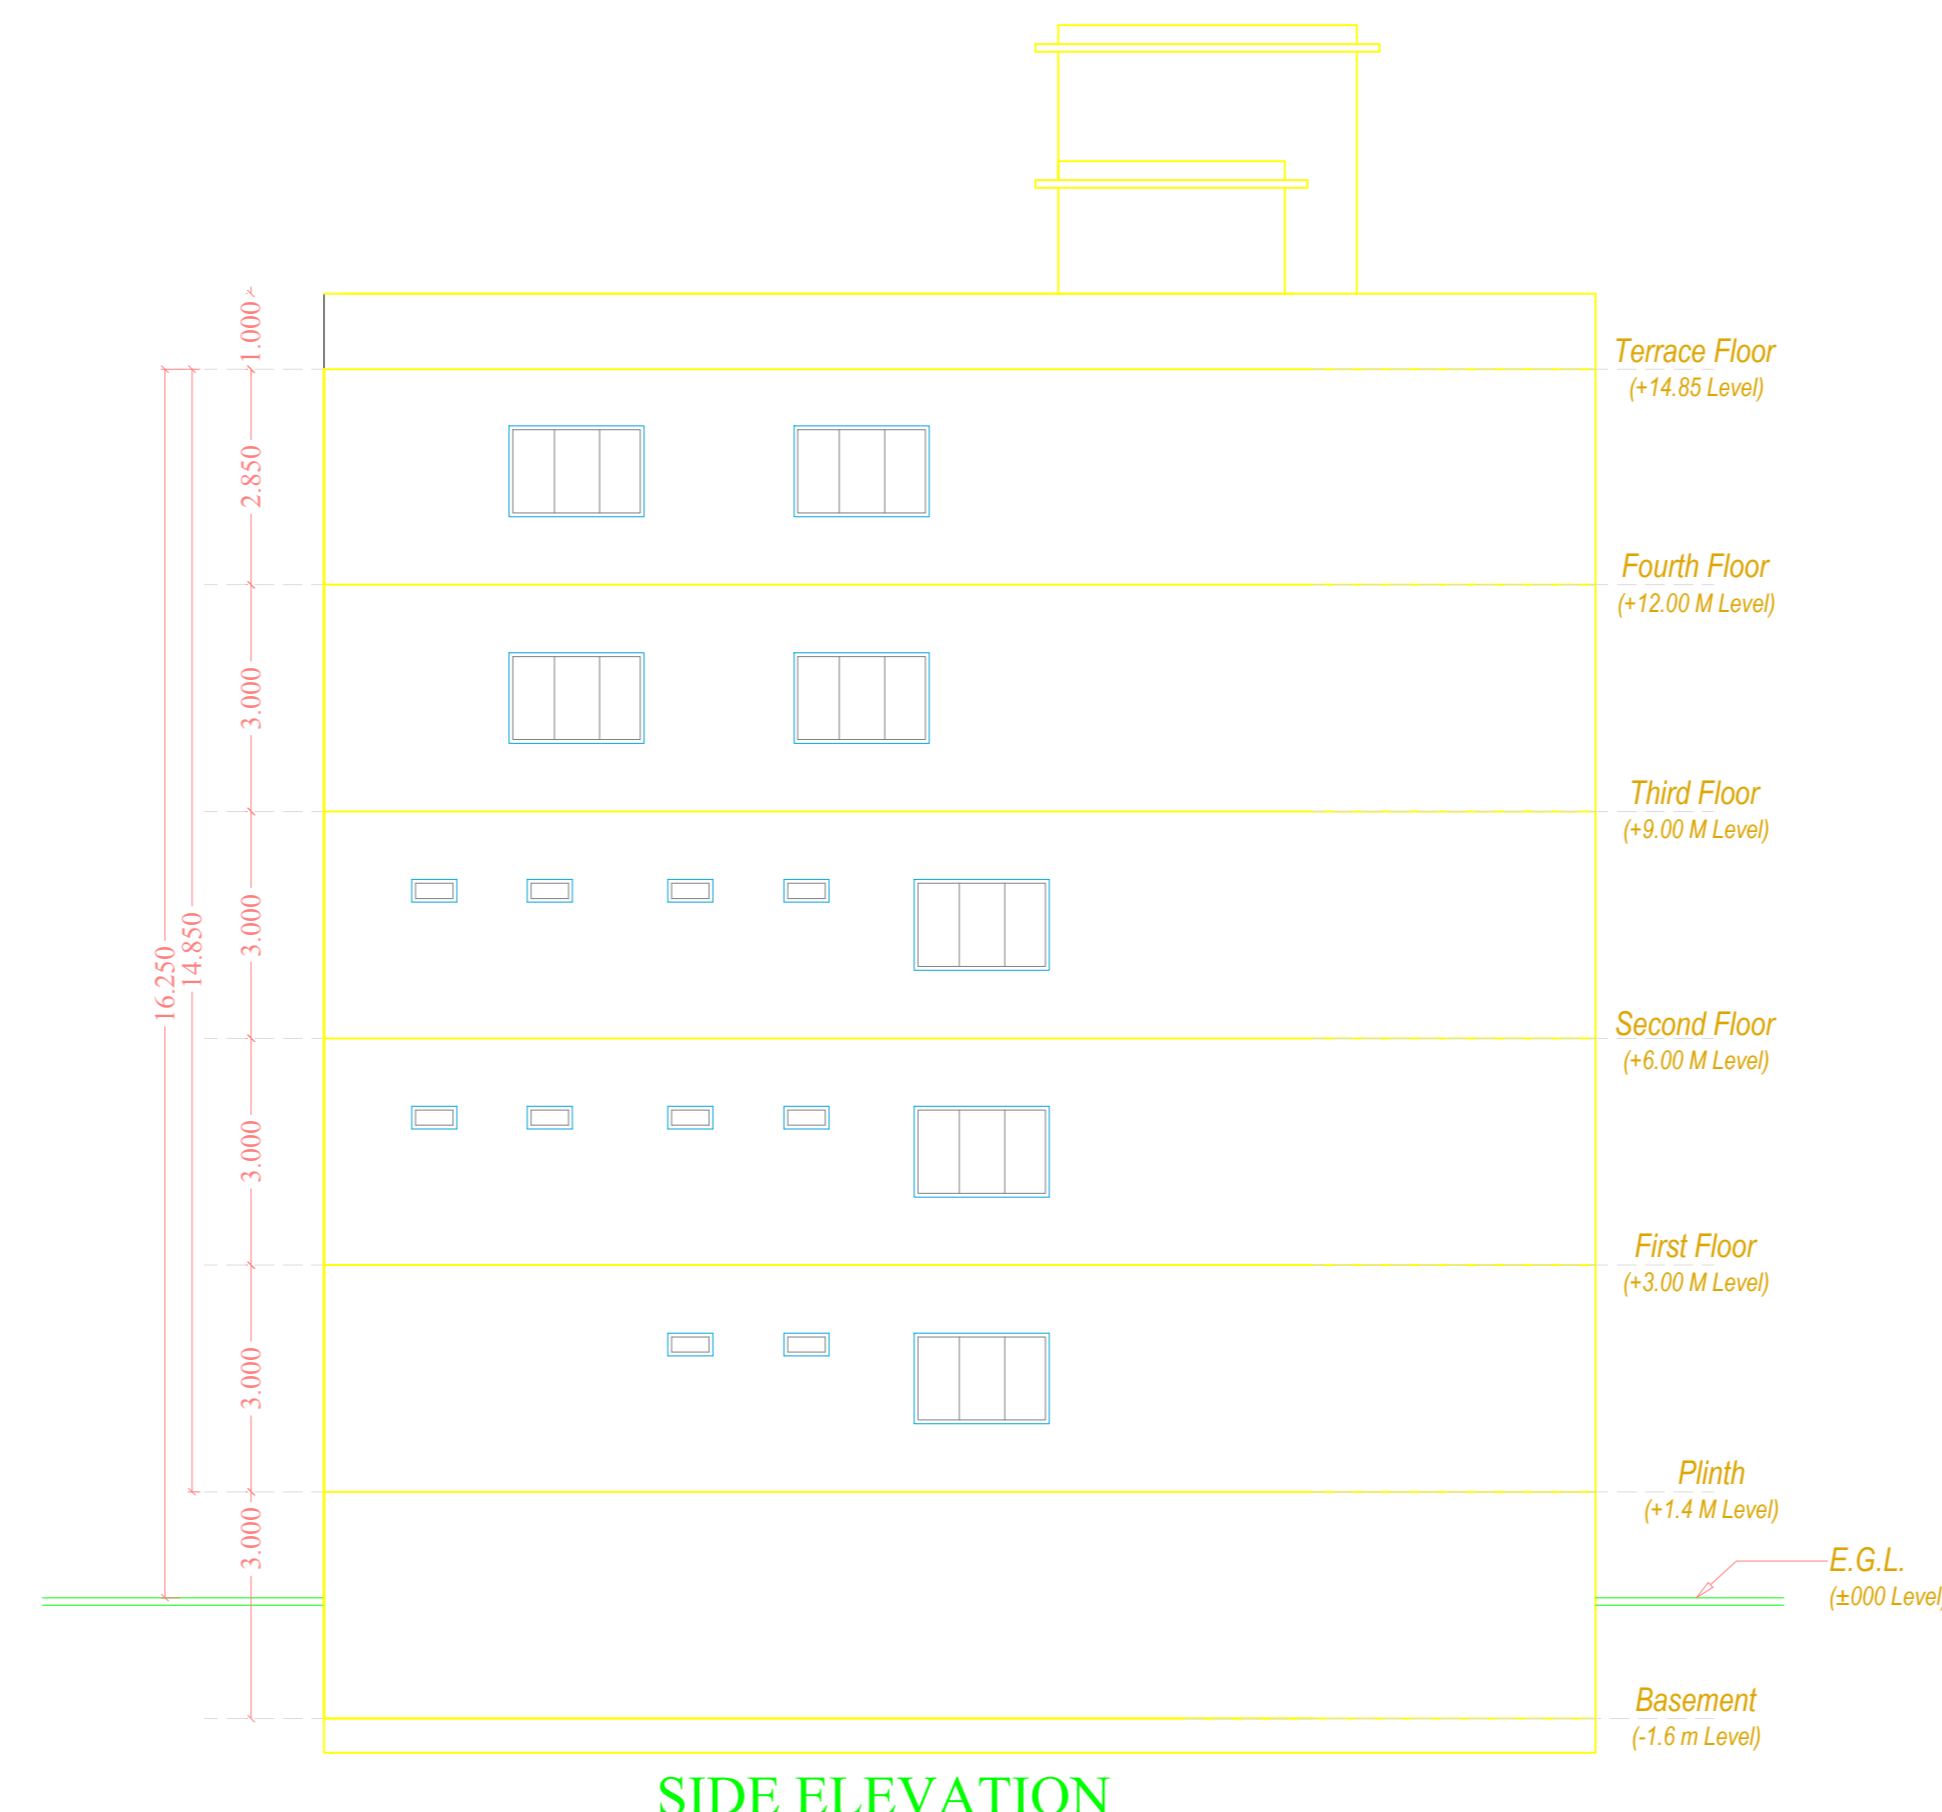 1.000
Terrace Floor
(+14.85 Level)
2.850
Fourth Floor
(+12.00 M Level)
3.000
Third Floor
(+9.00 M Level)
3.000
14.850
16.250
Second Floor
(+6.00 M Level)
3.000
First Floor
(+3.00 M Level)
3.000
Plinth
(+1.4 M Level)
3.000
E.G.L.
(±000 Level)
Basement
(-1.6 m Level)
SIDE ELEVATION